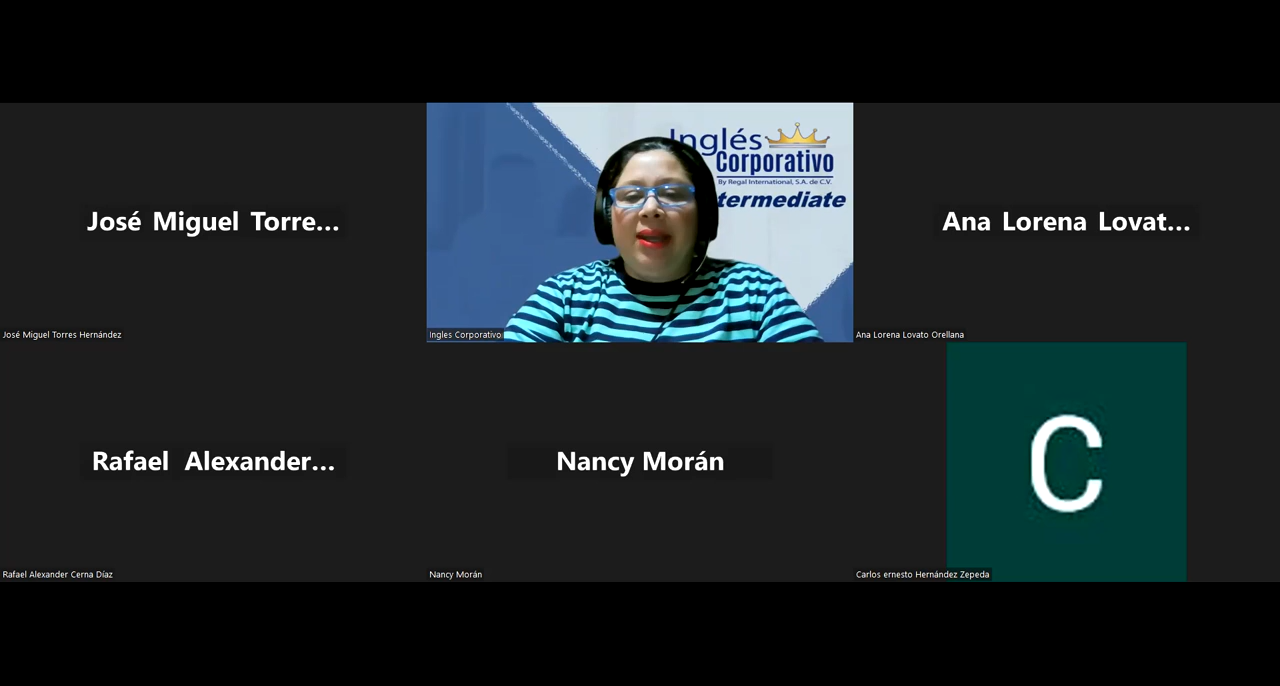 José Miguel Torre...
José Miguel Torres Hernández
Inglés
Corporativo
By Regal International, S.A. de C.V.
termediate
Ingles Corporativo
Ana Lorena Lovat...
Ana Lorena Lovato Orellana
Rafael Alexander...
Rafael Alexander Cerna Díaz
Nancy Morán
Nancy Morán
C
Carlos ernesto Hernández Zepeda